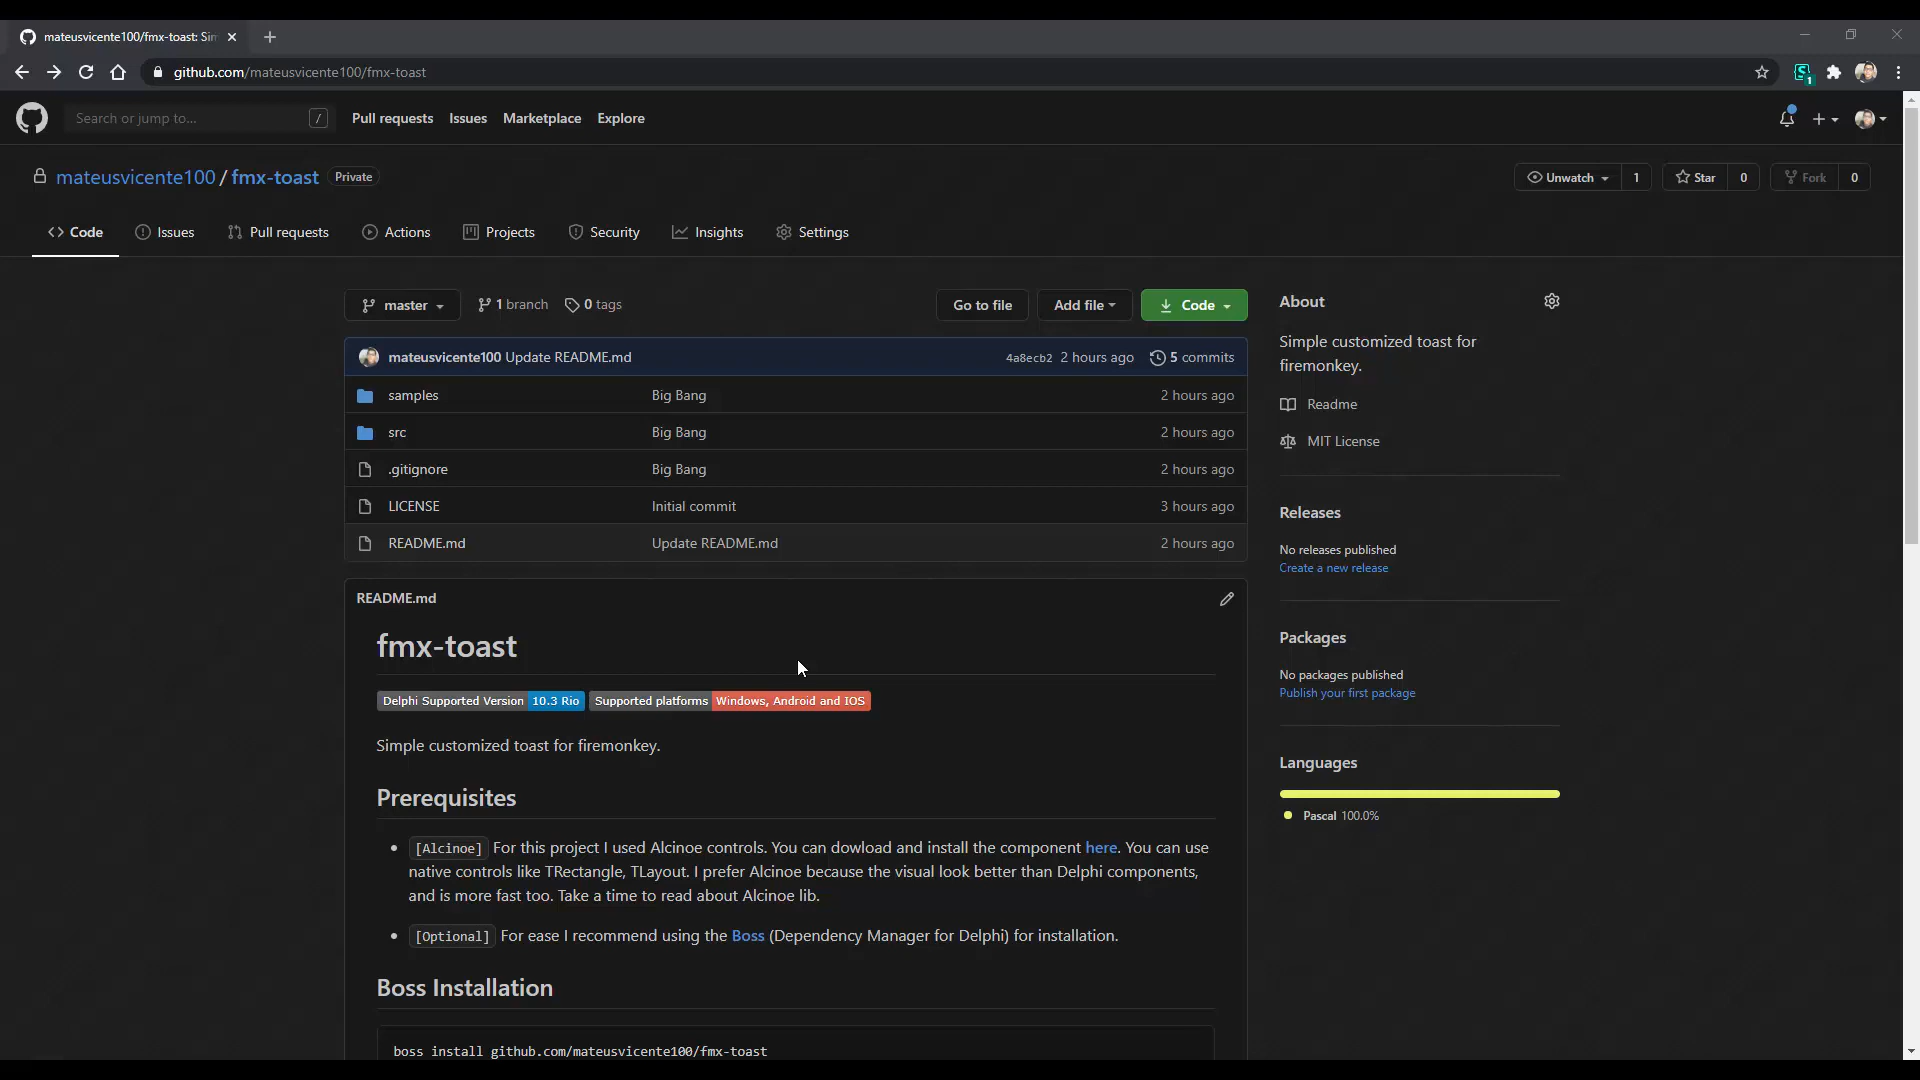 mateusvicente100/fmx-toast: Sim
github.com/mateusvicente100/fmx-toast
1
Search or jump to...
/
Pull requests
Issues
Marketplace
Explore
mateusvicente100 / fmx-toast Private
Unwatch 1
Star 0
Fork 0
Code
Issues
Pull requests
Actions
Projects
Security
Insights
Settings
master
1 branch
0 tags
Go to file
Add file
Code
mateusvicente100 Update README.md 4a8ecb2 2 hours ago 5 commits
samples Big Bang 2 hours ago
src Big Bang 2 hours ago
.gitignore Big Bang 2 hours ago
LICENSE Initial commit 3 hours ago
README.md Update README.md 2 hours ago
README.md
fmx-toast
Delphi Supported Version 10.3 Rio Supported platforms Windows, Android and IOS
Simple customized toast for firemonkey.
Prerequisites
[Alcinoe] For this project I used Alcinoe controls. You can dowload and install the component here. You can use
native controls like TRectangle, TLayout. I prefer Alcinoe because the visual look better than Delphi components,
and is more fast too. Take a time to read about Alcinoe lib.
[Optional] For ease I recommend using the Boss (Dependency Manager for Delphi) for installation.
Boss Installation
boss install github.com/mateusvicente100/fmx-toast
About
Simple customized toast for
firemonkey.
Readme
MIT License
Releases
No releases published
Create a new release
Packages
No packages published
Publish your first package
Languages
Pascal 100.0%